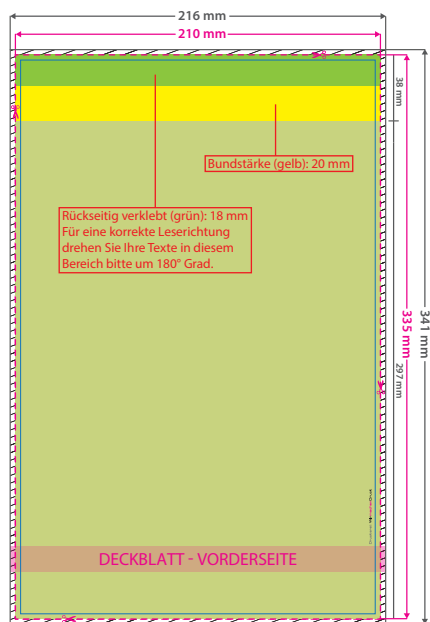 216 mm
210 mm
38 mm
Bundstärke (gelb): 20 mm
Rückseitig verklebt (grün): 18 mm
Für eine korrekte Leserichtung
drehen Sie Ihre Texte in diesem
Bereich bitte um 180° Grad.
335 mm
341 mm
297 mm
DECKBLATT - VORDERSEITE